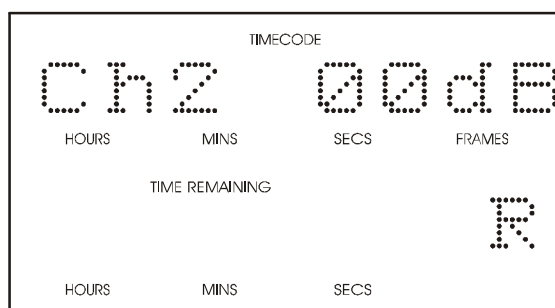 TIMECODE
Ch2 00dB
HOURS MINS SECS FRAMES
TIME REMAINING
R
HOURS MINS SECS